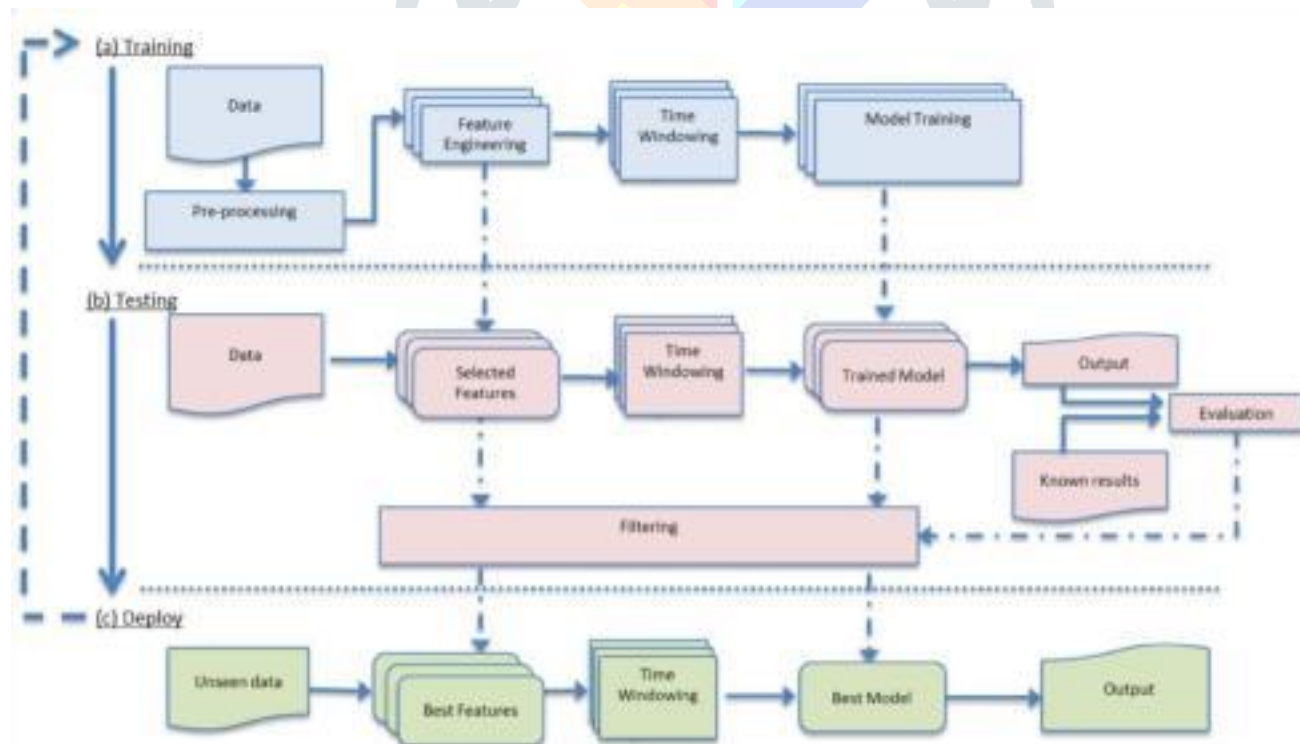 (a) Training
Data
Pre-processing
Feature
Engineering
Time
Windowing
Model Training
(b) Testing
Data
Selected
Features
Time
Windowing
Trained Model
Output
Evaluation
Known results
Filtering
(c) Deploy
Unseen data
Best Features
Time
Windowing
Best Model
Output